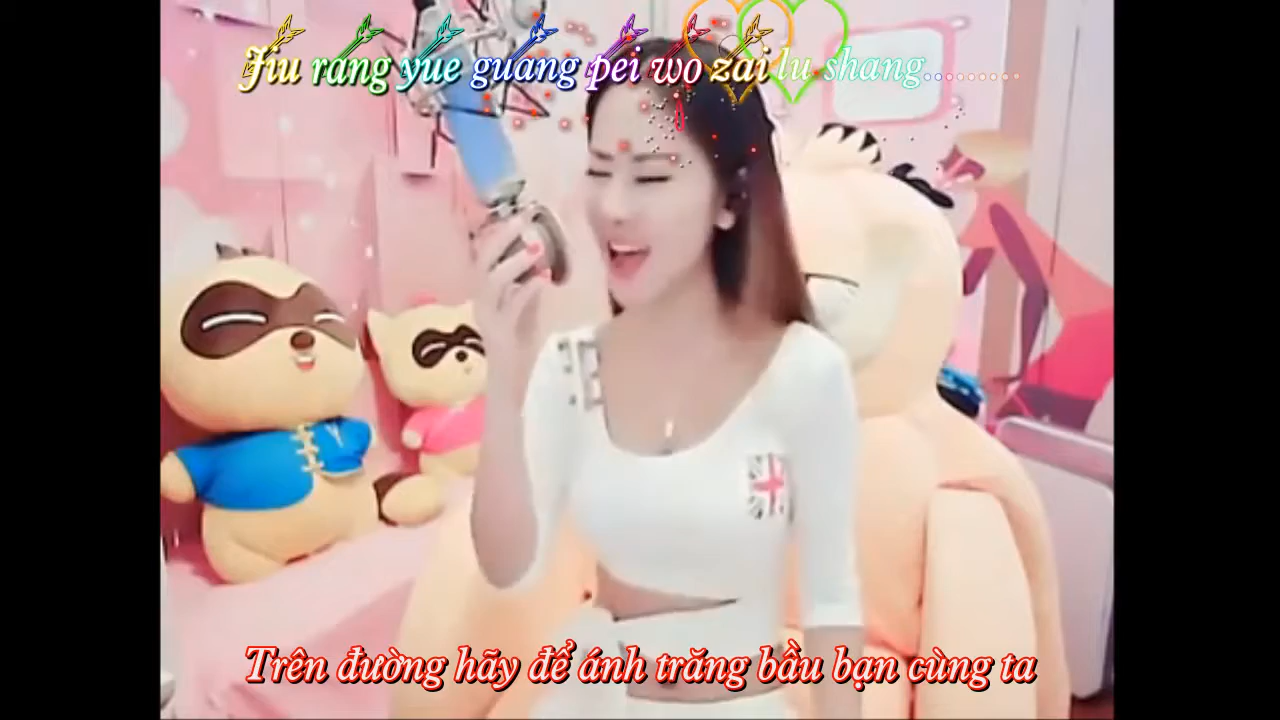 Jiu rang yue guang pei wo zai lu shang.........
Trên đường hãy để ánh trăng bầu bạn cùng ta